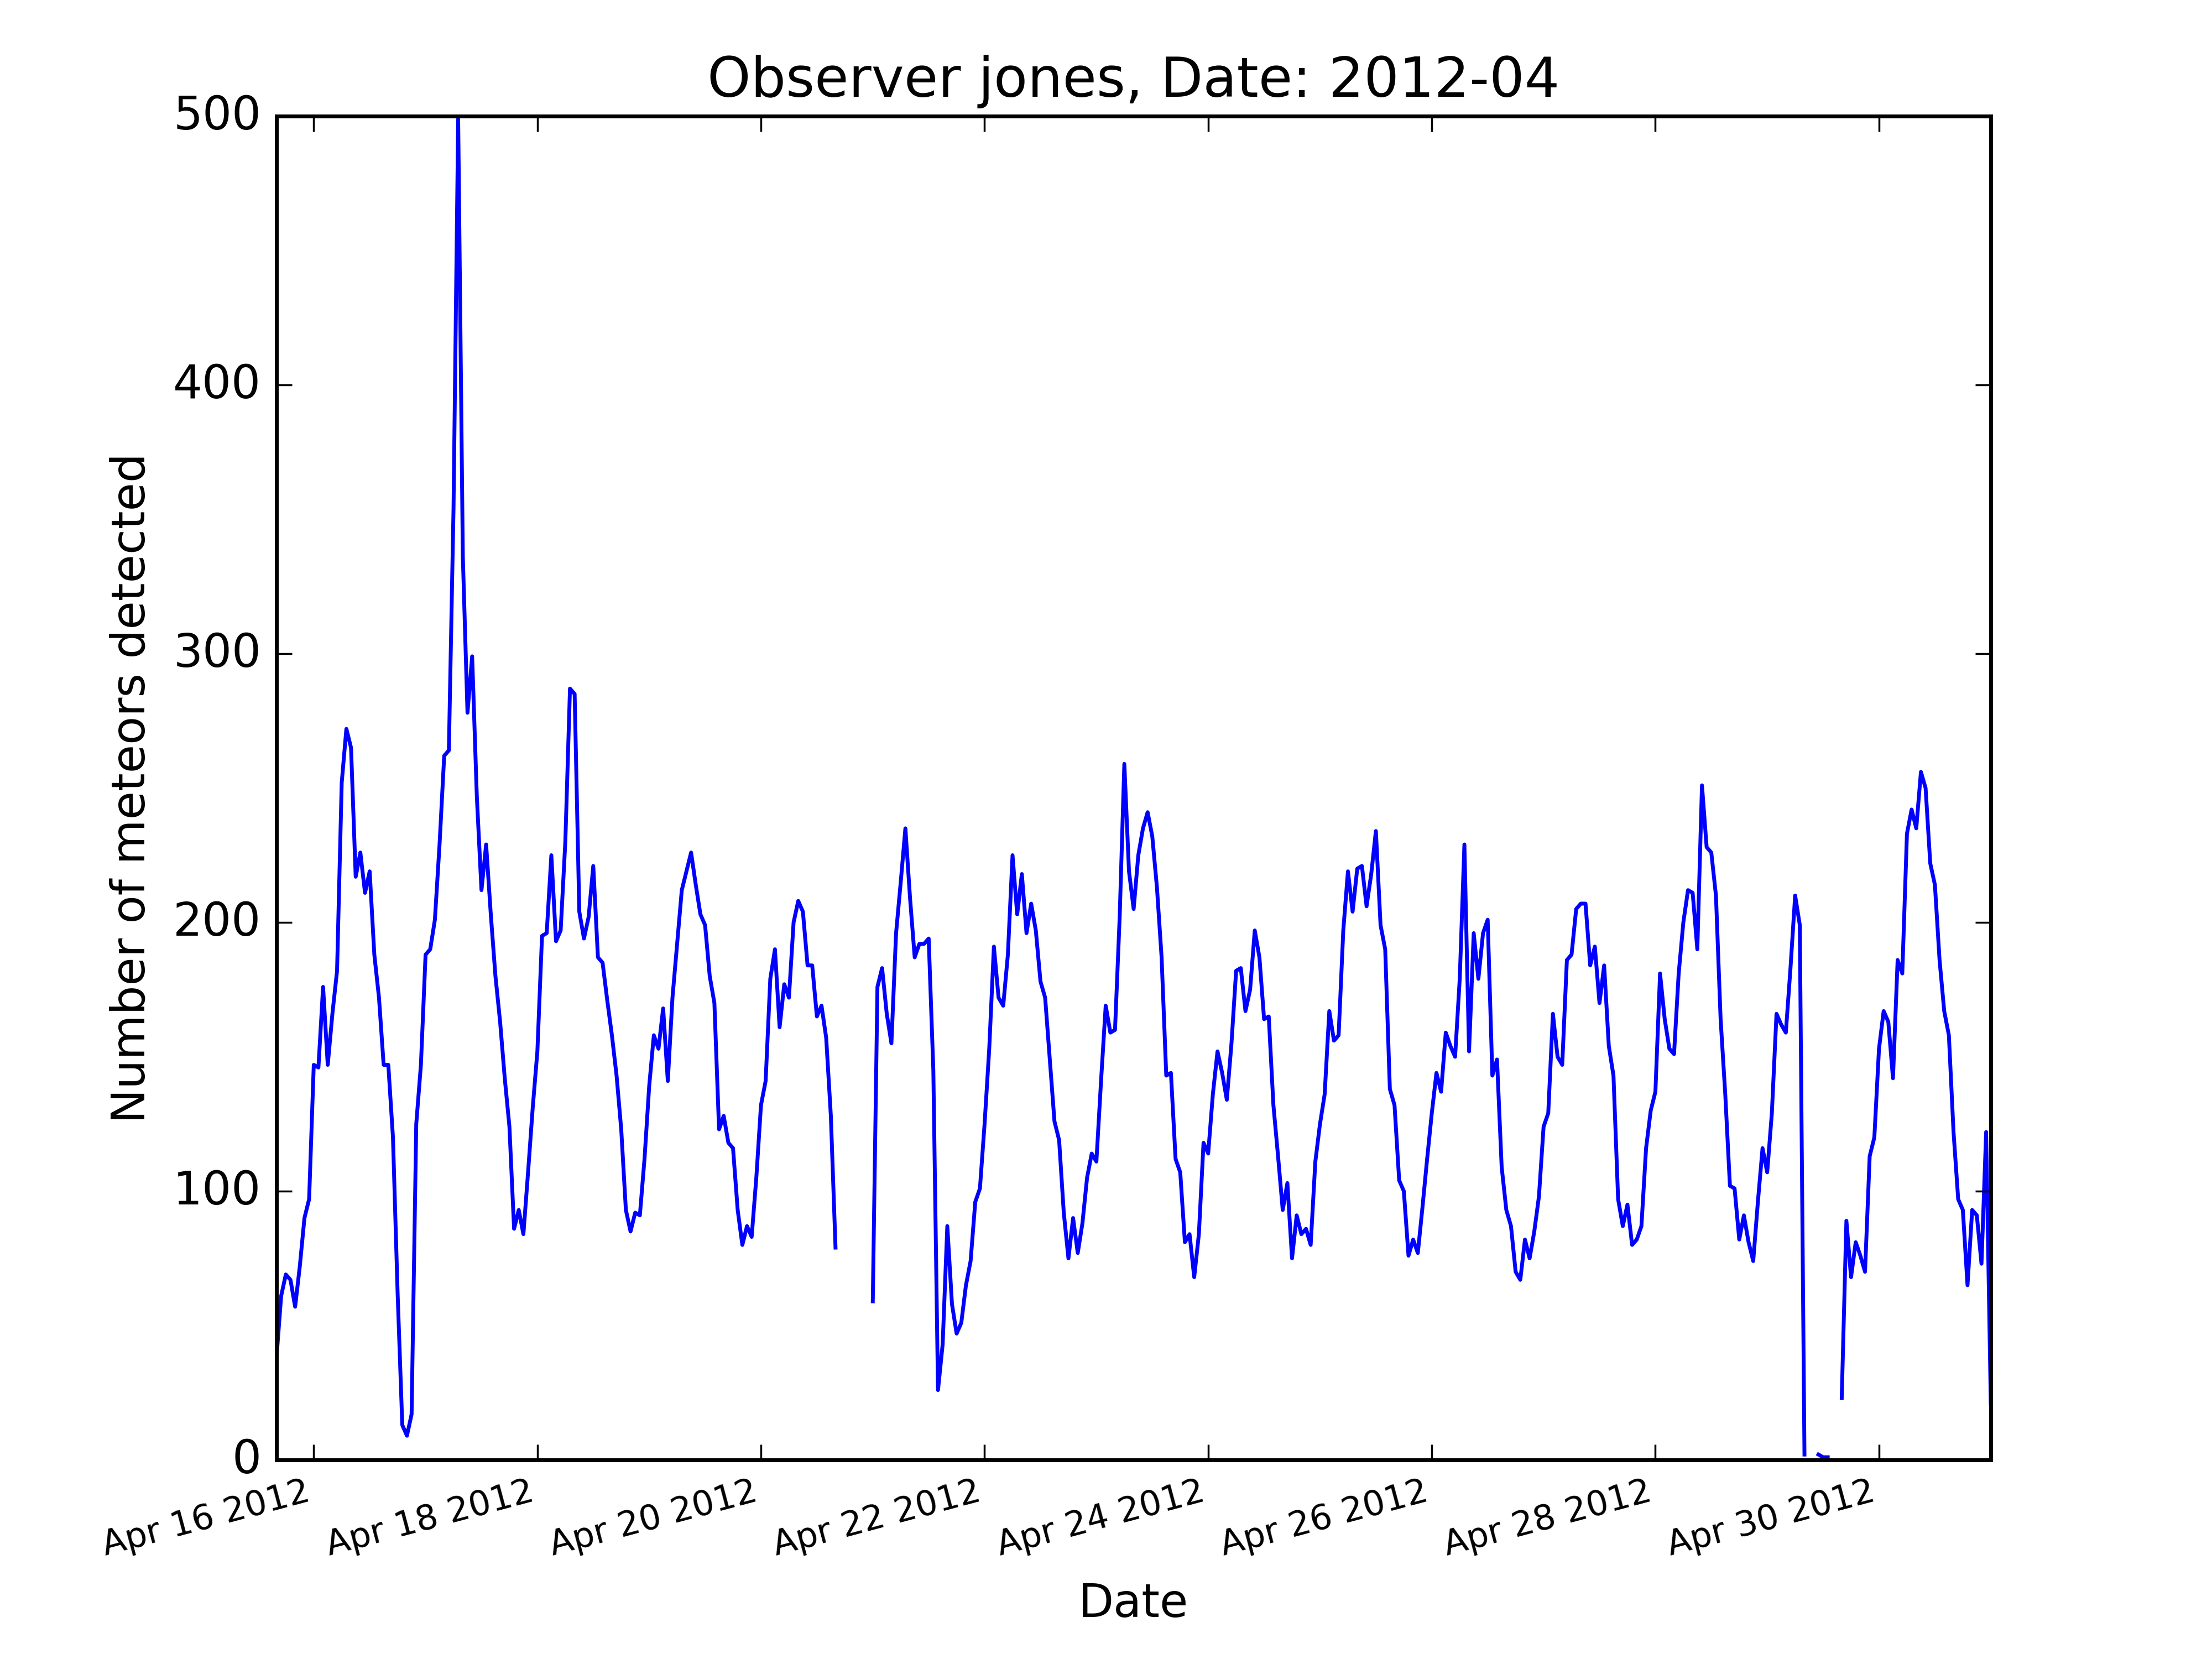 Observer jones, Date: 2012-04
500
400
300
200
100
0
Number of meteors detected
Apr 16 2012
Apr 18 2012
Apr 20 2012
Apr 22 2012
Apr 24 2012
Apr 26 2012
Apr 28 2012
Apr 30 2012
Date